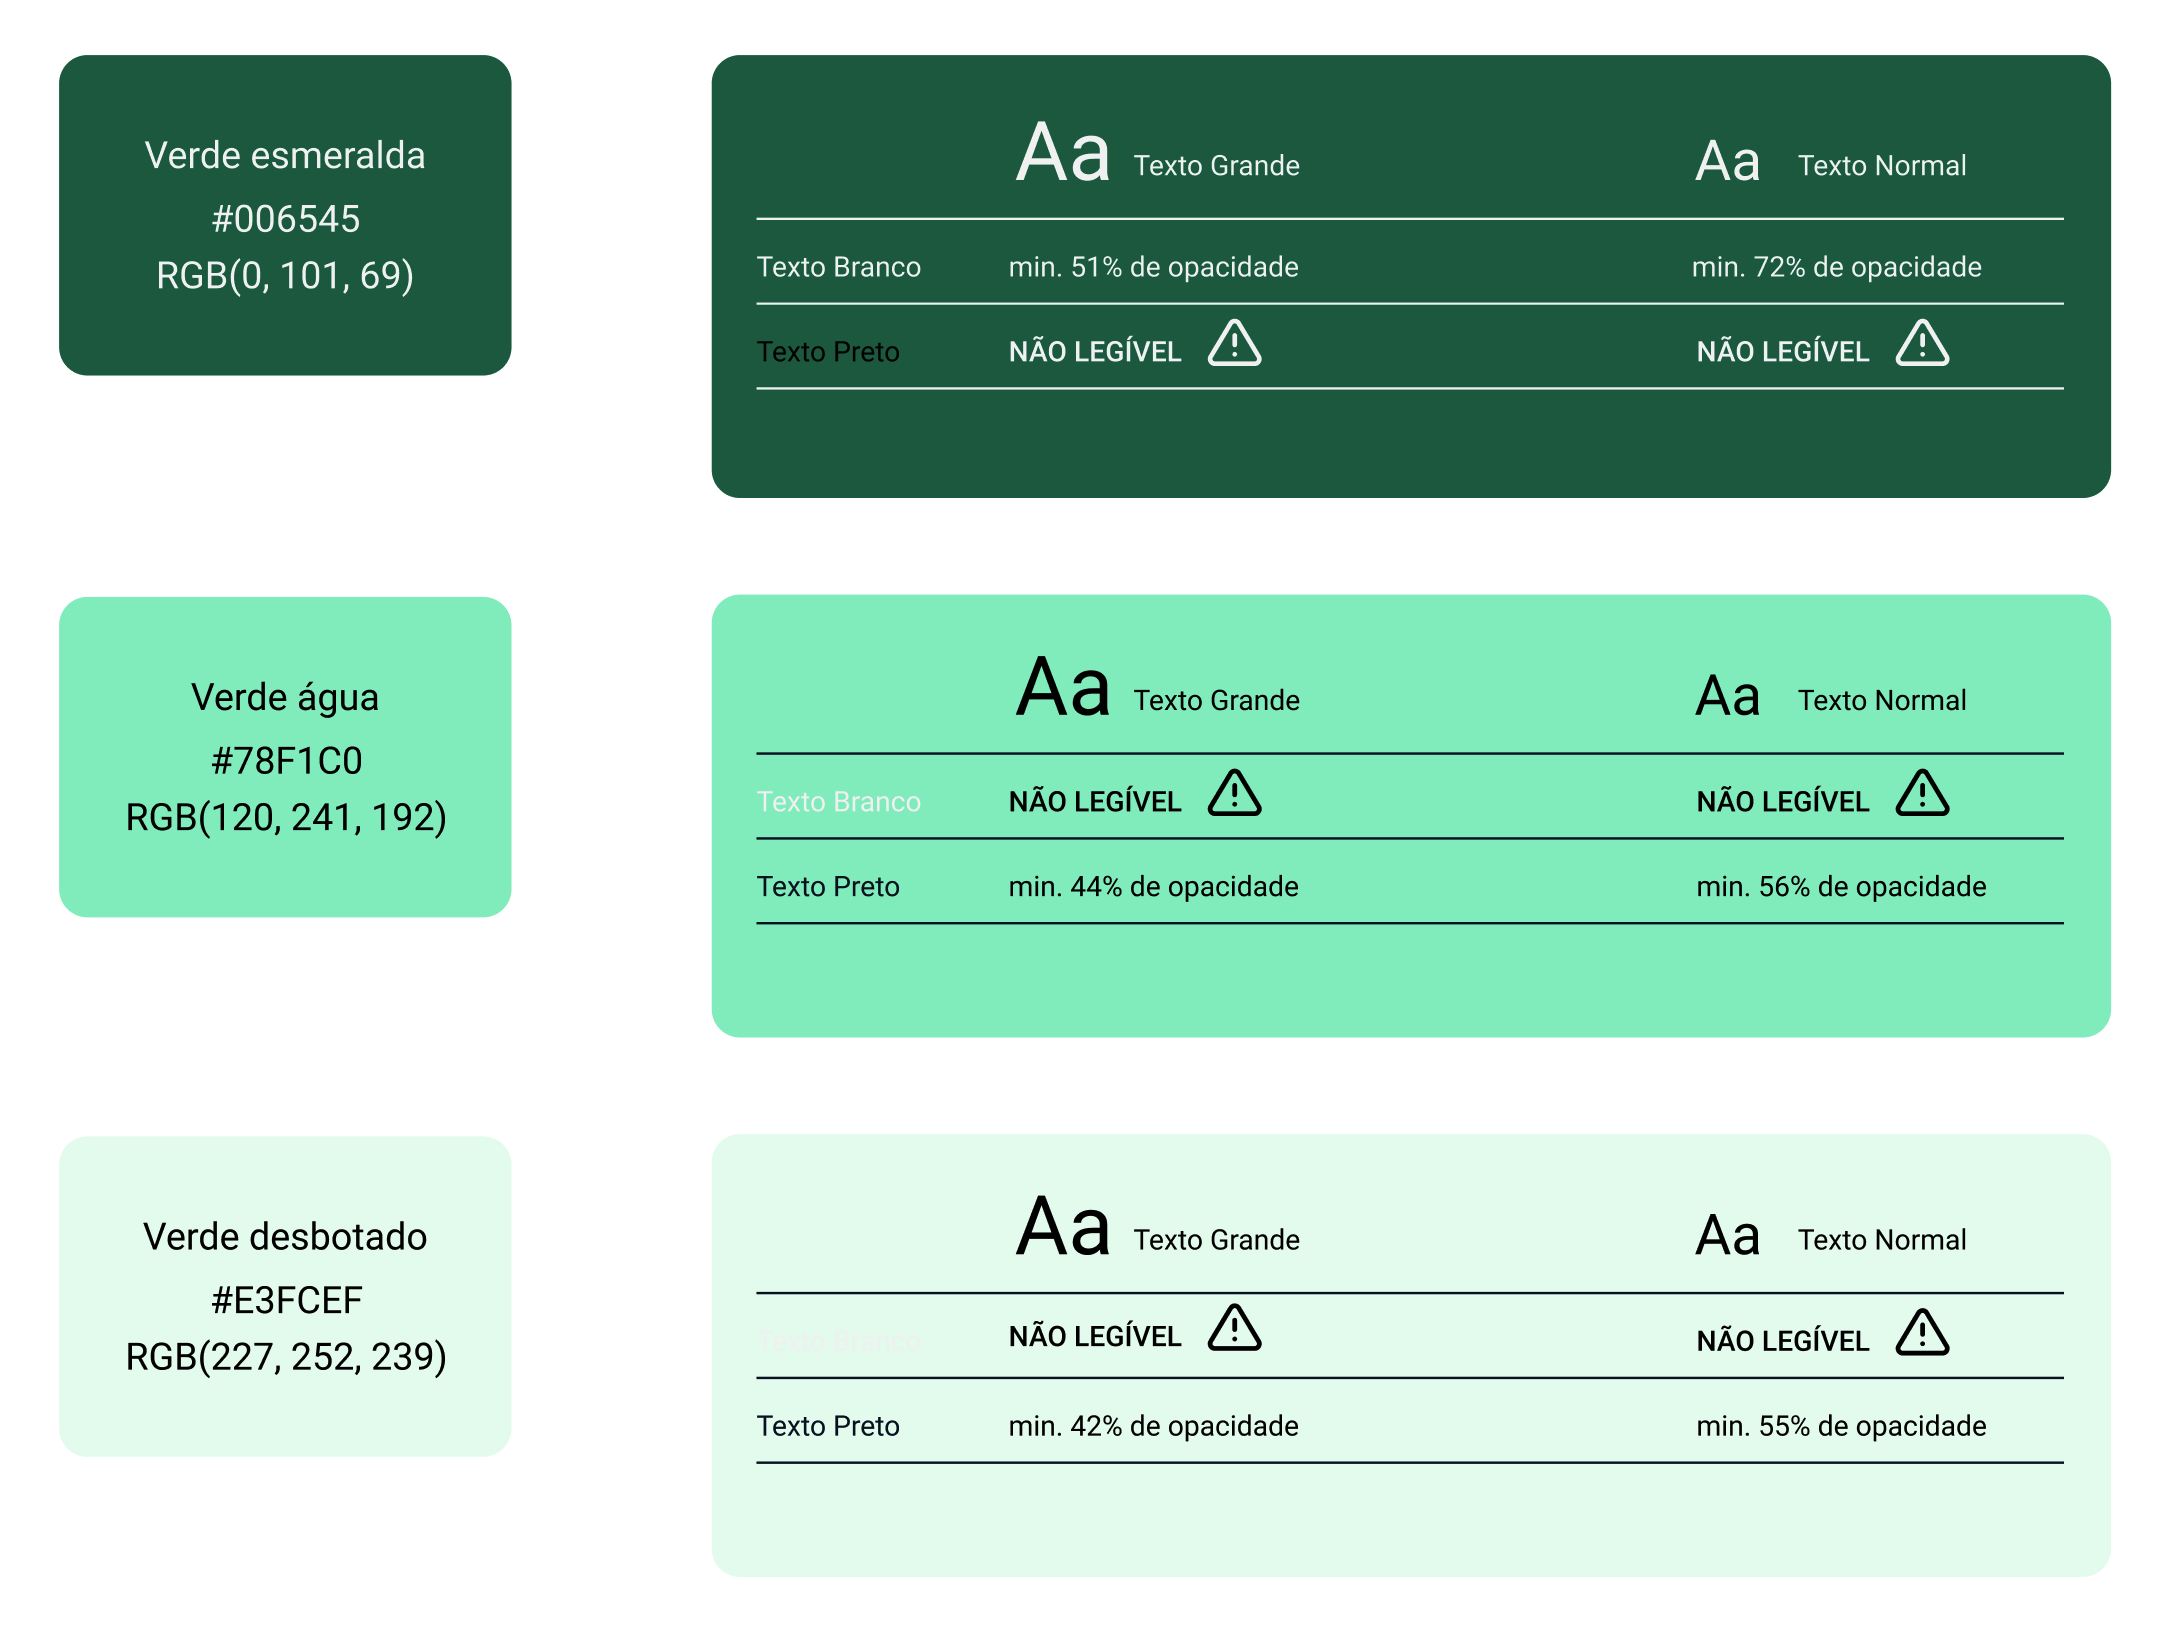 Verde esmeralda
#006545
RGB(0, 101, 69)
Aa Texto Grande Aa Texto Normal
Texto Branco min. 51% de opacidade min. 72% de opacidade
Texto Preto NÃO LEGÍVEL NÃO LEGÍVEL
Verde água
#78F1C0
RGB(120, 241, 192)
Aa Texto Grande Aa Texto Normal
Texto Branco NÃO LEGÍVEL NÃO LEGÍVEL
Texto Preto min. 44% de opacidade min. 56% de opacidade
Verde desbotado
#E3FCEF
RGB(227, 252, 239)
Aa Texto Grande Aa Texto Normal
Texto Branco NÃO LEGÍVEL NÃO LEGÍVEL
Texto Preto min. 42% de opacidade min. 55% de opacidade